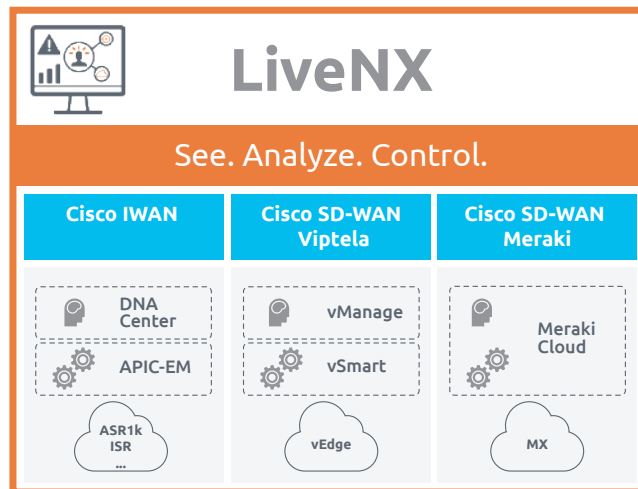 LiveNX
See. Analyze. Control.
Cisco IWAN
Cisco SD-WAN
Viptela
Cisco SD-WAN
Meraki
DNA
Center
APIC-EM
ASR1k
ISR
...
vManage
vSmart
vEdge
Meraki
Cloud
MX